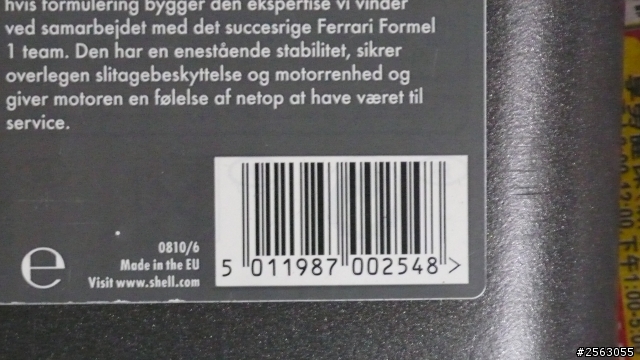 hvis formulering bygger den ekspertise vi vinder
ved samarbejdet med det succesrige Ferrari Formel
1 team. Den har en enestående stabilitet, sikrer
overlegen slitagebeskyttelse og motorrenhed og
giver motoren en følelse af netop at have været til
service.
0810/6
Made in the EU
Visit www.shell.com
e
5 011987 002548 >
#2563055